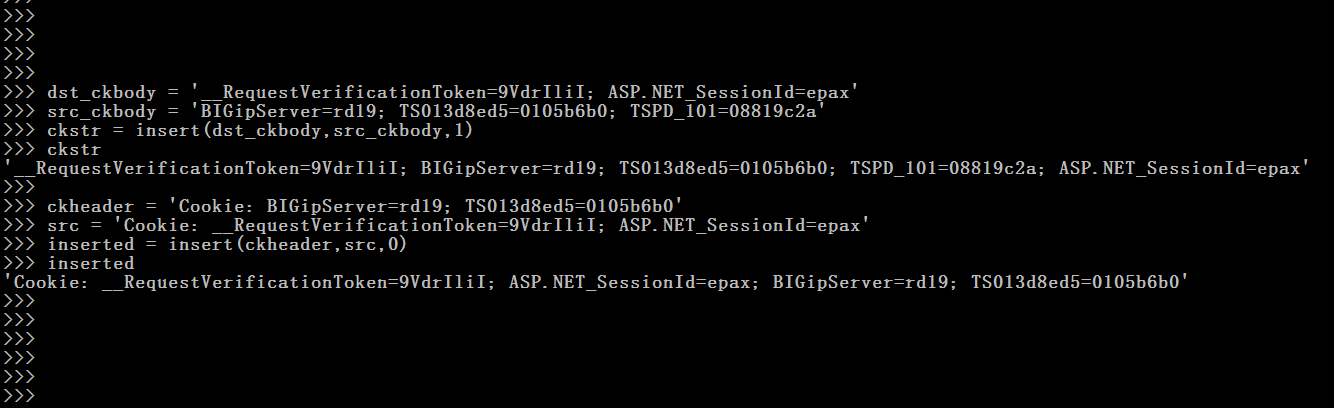 >>>
>>>
>>>
>>>
>>> dst_ckbody = '__RequestVerificationToken=9VdrIliI; ASP.NET_SessionId=epax'
>>> src_ckbody = 'BIGipServer=rd19; TS013d8ed5=0105b6b0; TSPD_101=08819c2a'
>>> ckstr = insert(dst_ckbody,src_ckbody,1)
>>> ckstr
'__RequestVerificationToken=9VdrIliI; BIGipServer=rd19; TS013d8ed5=0105b6b0; TSPD_101=08819c2a; ASP.NET_SessionId=epax'
>>>
>>> ckheader = 'Cookie: BIGipServer=rd19; TS013d8ed5=0105b6b0'
>>> src = 'Cookie: __RequestVerificationToken=9VdrIliI; ASP.NET_SessionId=epax'
>>> inserted = insert(ckheader,src,0)
>>> inserted
'Cookie: __RequestVerificationToken=9VdrIliI; ASP.NET_SessionId=epax; BIGipServer=rd19; TS013d8ed5=0105b6b0'
>>>
>>>
>>>
>>>
>>>
>>>